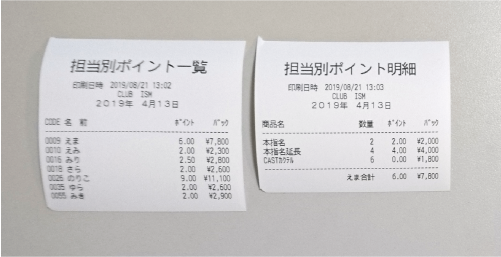 担当別ポイント一覧
印刷日時 2019/08/21 13:02
CLUB ISM
2019年 4月13日
CODE 名 前 ﾎﾟｲﾝﾄ ﾊﾞｯｸ
0009 えま 6.00 ¥7,800
0010 えみ 2.00 ¥2,300
0016 みり 2.50 ¥2,800
0018 さら 2.00 ¥2,600
0026 のりこ 9.00 ¥11,100
0035 ゆら 2.00 ¥2,600
0055 みき 2.00 ¥2,900
担当別ポイント明細
印刷日時 2019/08/21 13:03
CLUB ISM
2019年 4月13日
商品名 数量 ﾎﾟｲﾝﾄ ﾊﾞｯｸ
本指名 2 2.00 ¥2,000
本指名延長 4 4.00 ¥4,000
CASTｶｸﾃﾙ 6 0.00 ¥1,800
えま合計 6.00 ¥7,800